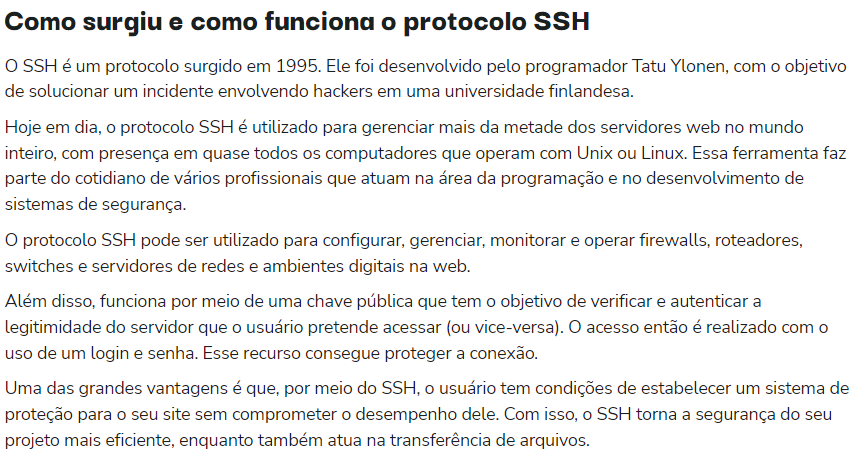 Como surgiu e como funciona o protocolo SSH
O SSH é um protocolo surgido em 1995. Ele foi desenvolvido pelo programador Tatu Ylonen, com o objetivo
de solucionar um incidente envolvendo hackers em uma universidade finlandesa.
Hoje em dia, o protocolo SSH é utilizado para gerenciar mais da metade dos servidores web no mundo
inteiro, com presença em quase todos os computadores que operam com Unix ou Linux. Essa ferramenta faz
parte do cotidiano de vários profissionais que atuam na área da programação e no desenvolvimento de
sistemas de segurança.
O protocolo SSH pode ser utilizado para configurar, gerenciar, monitorar e operar firewalls, roteadores,
switches e servidores de redes e ambientes digitais na web.
Além disso, funciona por meio de uma chave pública que tem o objetivo de verificar e autenticar a
legitimidade do servidor que o usuário pretende acessar (ou vice-versa). O acesso então é realizado com o
uso de um login e senha. Esse recurso consegue proteger a conexão.
Uma das grandes vantagens é que, por meio do SSH, o usuário tem condições de estabelecer um sistema de
proteção para o seu site sem comprometer o desempenho dele. Com isso, o SSH torna a segurança do seu
projeto mais eficiente, enquanto também atua na transferência de arquivos.